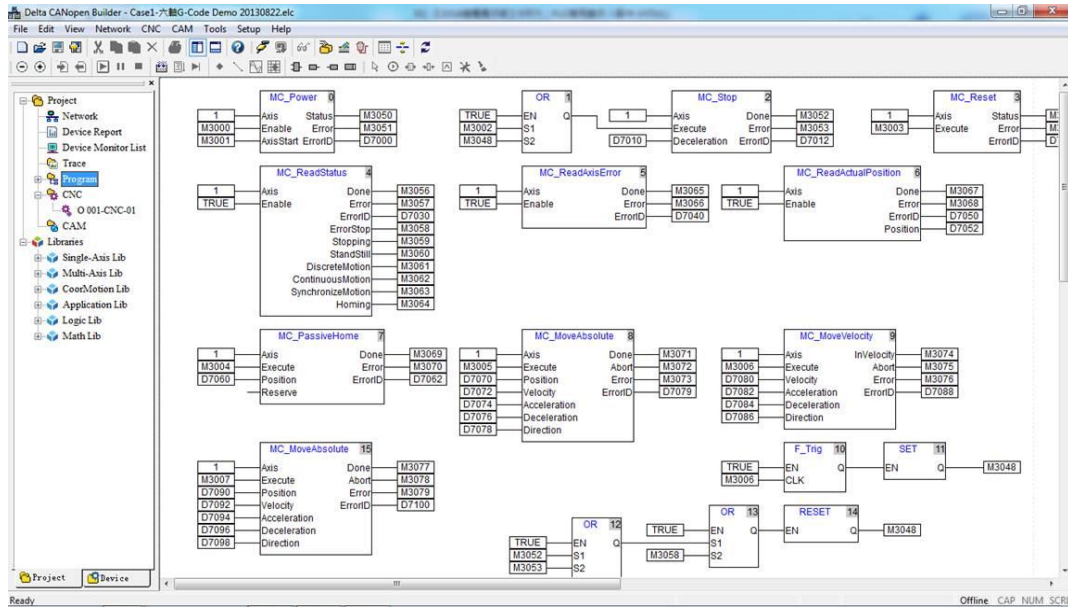 Delta CANopen Builder - Case1-六軸G-Code Demo 20130822.elc
File Edit View Network CNC CAM Tools Setup Help
Project
Network
Device Report
Device Monitor List
Trace
Program
CNC
O 001-CNC-01
CAM
Libraries
Single-Axis Lib
Multi-Axis Lib
CoorMotion Lib
Application Lib
Logic Lib
Math Lib
Project Device
MC_Power 0
1 Axis Status M3050
M3000 Enable Error M3051
M3001 AxisStart ErrorID D7000
OR 1
TRUE EN Q
M3002 S1
M3048 S2
MC_Stop 2
1 Axis Done M3052
Execute Error M3053
D7010 Deceleration ErrorID D7012
MC_Reset 3
1 Axis Status
M3003 Execute Error
ErrorID
MC_ReadStatus 4
1 Axis Done M3056
TRUE Enable Error M3057
ErrorID D7030
ErrorStop M3058
Stopping M3059
StandStill M3060
DiscreteMotion M3061
ContinuousMotion M3062
SynchronizeMotion M3063
Homing M3064
MC_ReadAxisError 5
1 Axis Done M3065
TRUE Enable Error M3066
ErrorID D7040
MC_ReadActualPosition 6
1 Axis Done M3067
TRUE Enable Error M3068
ErrorID D7050
Position D7052
MC_PassiveHome 7
1 Axis Done M3069
M3004 Execute Error M3070
D7060 Position ErrorID D7062
Reserve
MC_MoveAbsolute 8
1 Axis Done M3071
M3005 Execute Abort M3072
D7070 Position Error M3073
D7072 Velocity ErrorID D7079
D7074 Acceleration
D7076 Deceleration
D7078 Direction
MC_MoveVelocity 9
1 Axis InVelocity M3074
M3006 Execute Abort M3075
D7080 Velocity Error M3076
D7082 Acceleration ErrorID D7088
D7084 Deceleration
D7086 Direction
MC_MoveAbsolute 15
1 Axis Done M3077
M3007 Execute Abort M3078
D7090 Position Error M3079
D7092 Velocity ErrorID D7100
D7094 Acceleration
D7096 Deceleration
D7098 Direction
F_Trig 10
TRUE EN Q
M3006 CLK
SET 11
EN Q M3048
OR 12
TRUE EN Q
M3052 S1
M3053 S2
OR 13
TRUE EN Q
S1
M3058 S2
RESET 14
EN Q M3048
Ready Offline CAP NUM SCRL